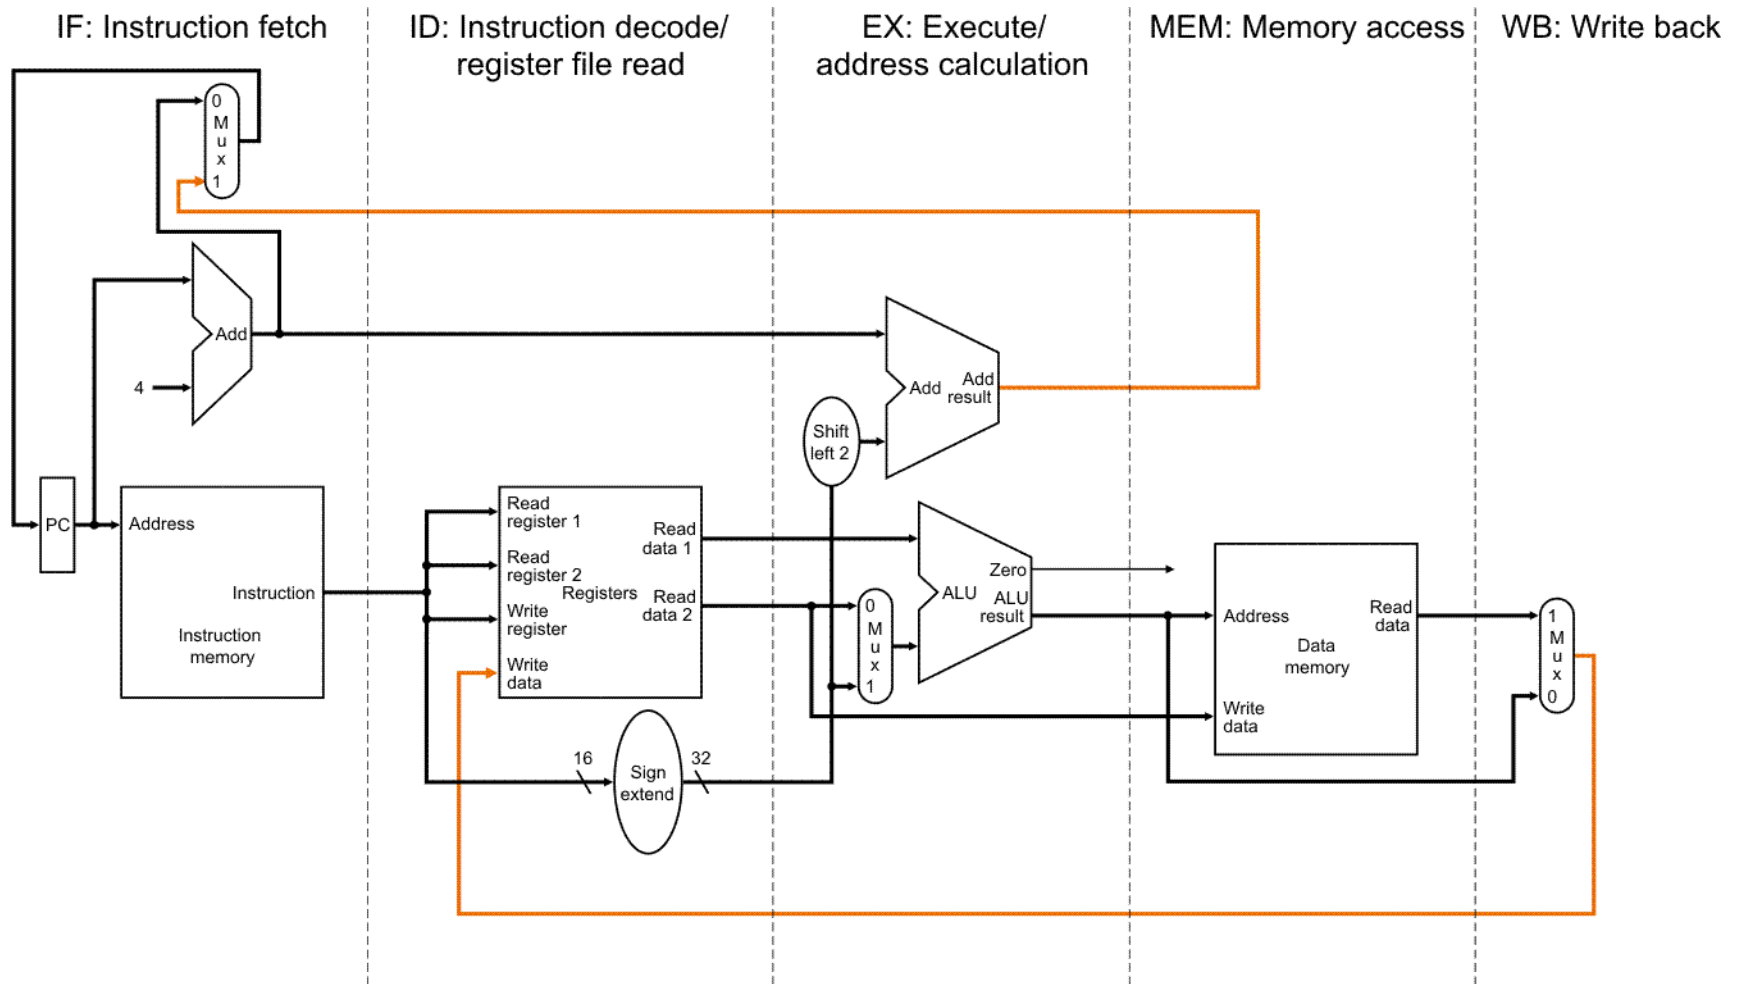 IF: Instruction fetch
ID: Instruction decode/
register file read
EX: Execute/
address calculation
MEM: Memory access
WB: Write back
0
M
u
x
1
Add
4
PC
Address
Instruction
Instruction
memory
Read
register 1
Read
register 2
Write
register
Write
data
Registers
Read
data 1
Read
data 2
16
Sign
extend
32
Shift
left 2
Add
Add
result
0
M
u
x
1
Zero
ALU
ALU
result
Address
Write
data
Data
memory
Read
data
1
M
u
x
0